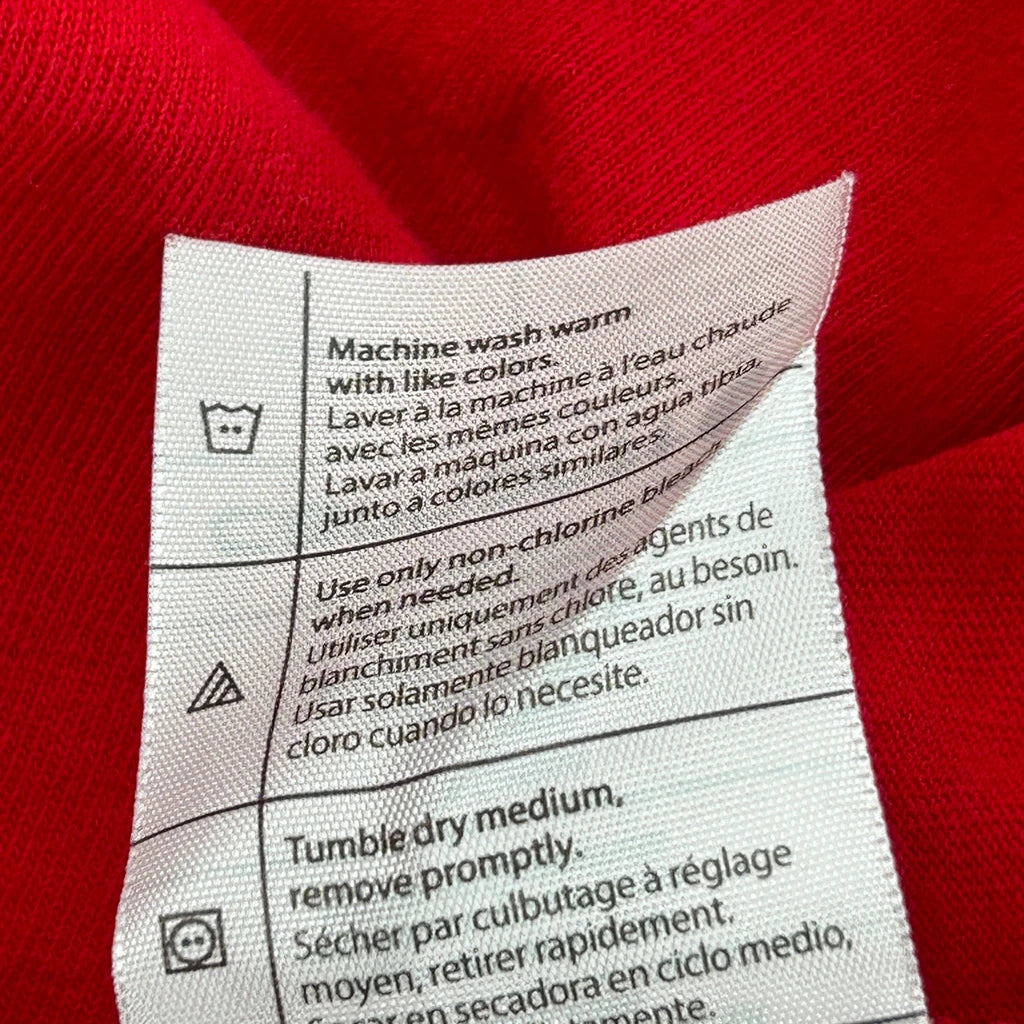 Machine wash warm
with like colors.
Laver à la machine à l'eau chaude
avec les mêmes couleurs.
Lavar a máquina con agua tibia.
junto a colores similares.
Use only non-chlorine bleach
when needed.
Utiliser uniquement des agents de
blanchiment sans chlore, au besoin.
Usar solamente blanqueador sin
cloro cuando lo necesite.
Tumble dry medium,
remove promptly.
Sécher par culbutage à réglage
moyen, retirer rapidement.
en secadora en ciclo medio,